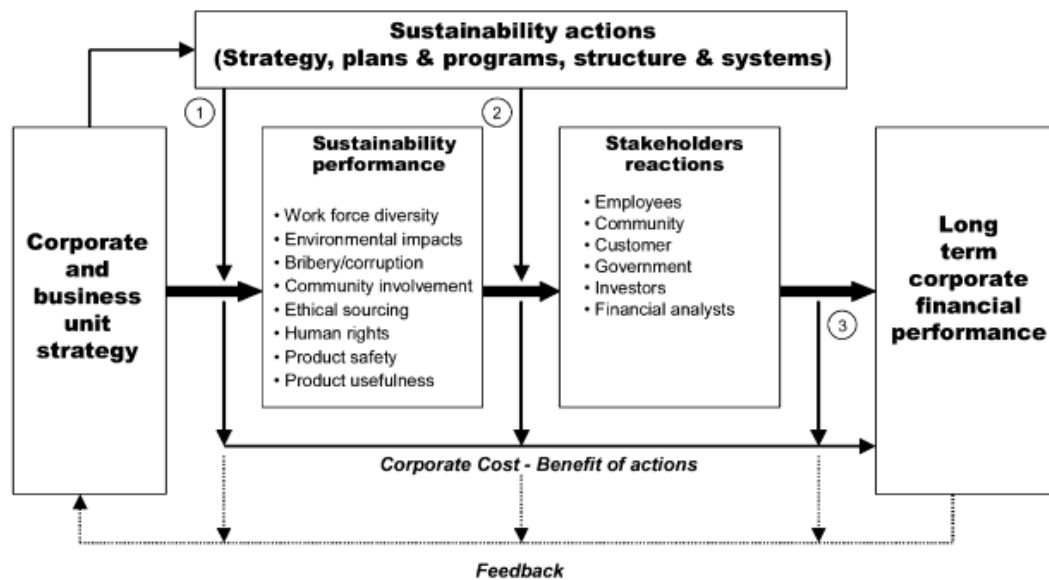 Sustainability actions
(Strategy, plans & programs, structure & systems)
1
2
Corporate
and
business
unit
strategy
Sustainability
performance
• Work force diversity
• Environmental impacts
• Bribery/corruption
• Community involvement
• Ethical sourcing
• Human rights
• Product safety
• Product usefulness
Stakeholders
reactions
• Employees
• Community
• Customer
• Government
• Investors
• Financial analysts
3
Long
term
corporate
financial
performance
Corporate Cost - Benefit of actions
Feedback